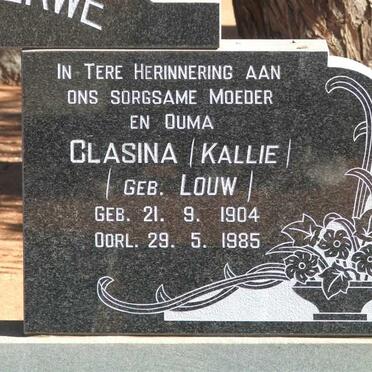 ERWE
IN TERE HERINNERING AAN
ONS SORGSAME MOEDER
EN OUMA
CLASINA /KALLIE/
/GEB. LOUW/
GEB. 21. 9. 1904
OORL. 29. 5. 1985